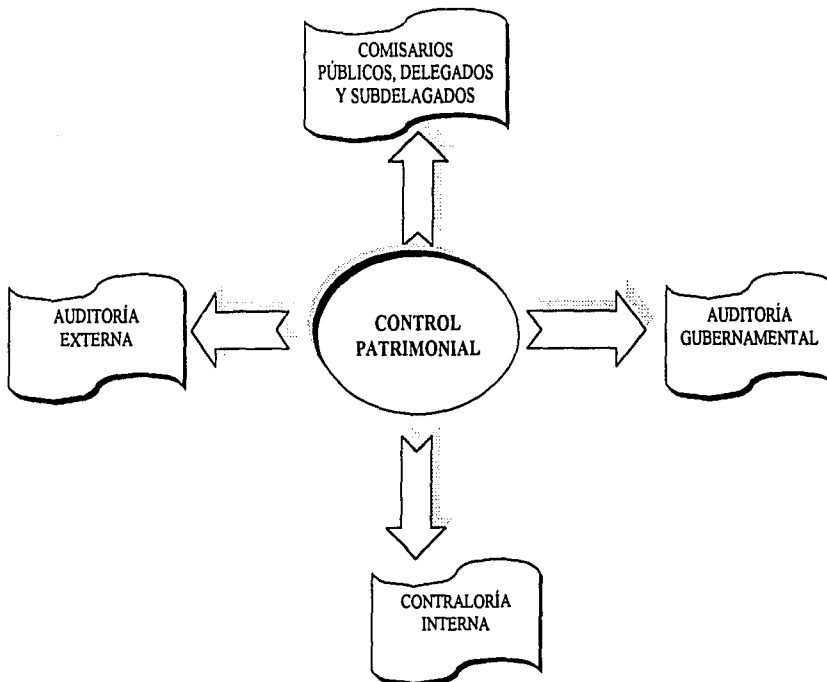 COMISARIOS
PÚBLICOS, DELEGADOS
Y SUBDELAGADOS
AUDITORÍA
EXTERNA
CONTROL
PATRIMONIAL
AUDITORÍA
GUBERNAMENTAL
CONTRALORÍA
INTERNA